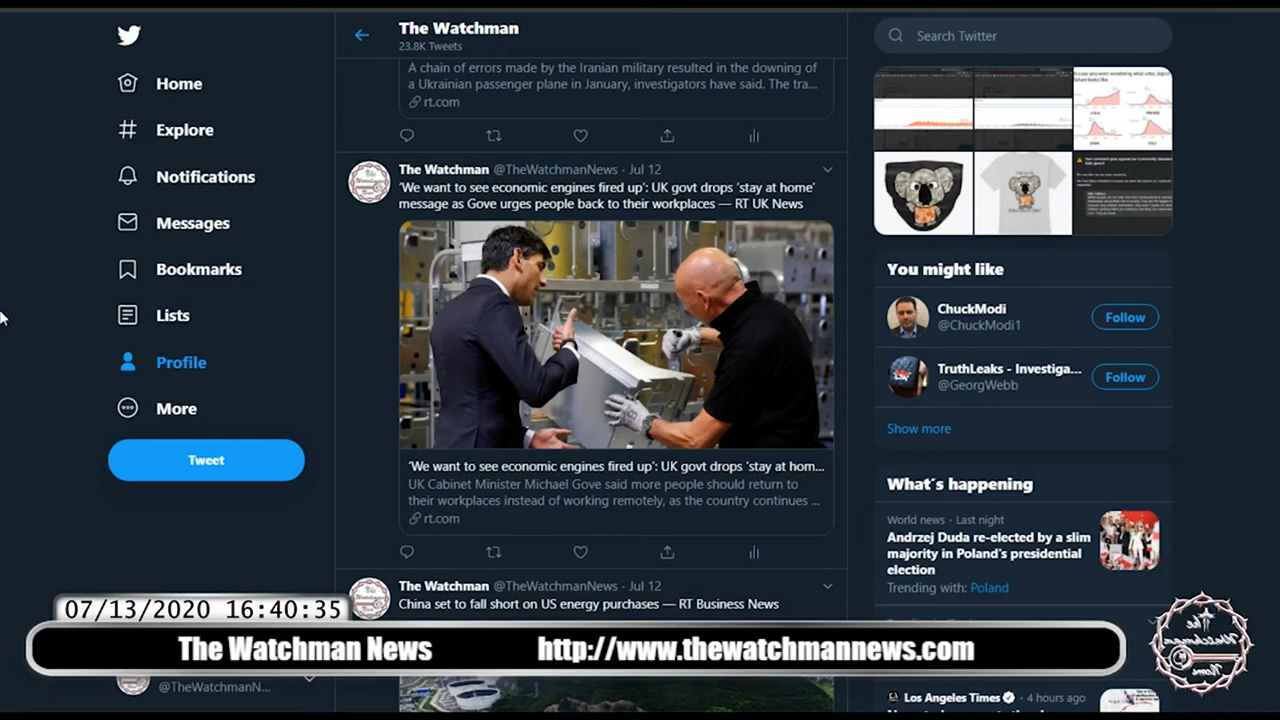 The Watchman
23.8K Tweets
Search Twitter
Home
Explore
Notifications
Messages
Bookmarks
Lists
Profile
More
Tweet
A chain of errors made by the Iranian military resulted in the downing of
a Ukrainian passenger plane in January, investigators have said. The tra...
rt.com
The Watchman @TheWatchmanNews · Jul 12
'We want to see economic engines fired up': UK govt drops 'stay at home'
mantra as Gove urges people back to their workplaces — RT UK News
'We want to see economic engines fired up': UK govt drops 'stay at hom...
UK Cabinet Minister Michael Gove said more people should return to
their workplaces instead of working remotely, as the country continues ...
rt.com
The Watchman @TheWatchmanNews · Jul 12
China set to fall short on US energy purchases — RT Business News
You might like
ChuckModi
@ChuckModi1
Follow
TruthLeaks - Investiga...
@GeorgWebb
Follow
Show more
What's happening
World news · Last night
Andrzej Duda re-elected by a slim
majority in Poland's presidential
election
Trending with: Poland
Los Angeles Times · 4 hours ago
07/13/2020 16:40:35
The Watchman News http://www.thewatchmannews.com
@TheWatchmanN...